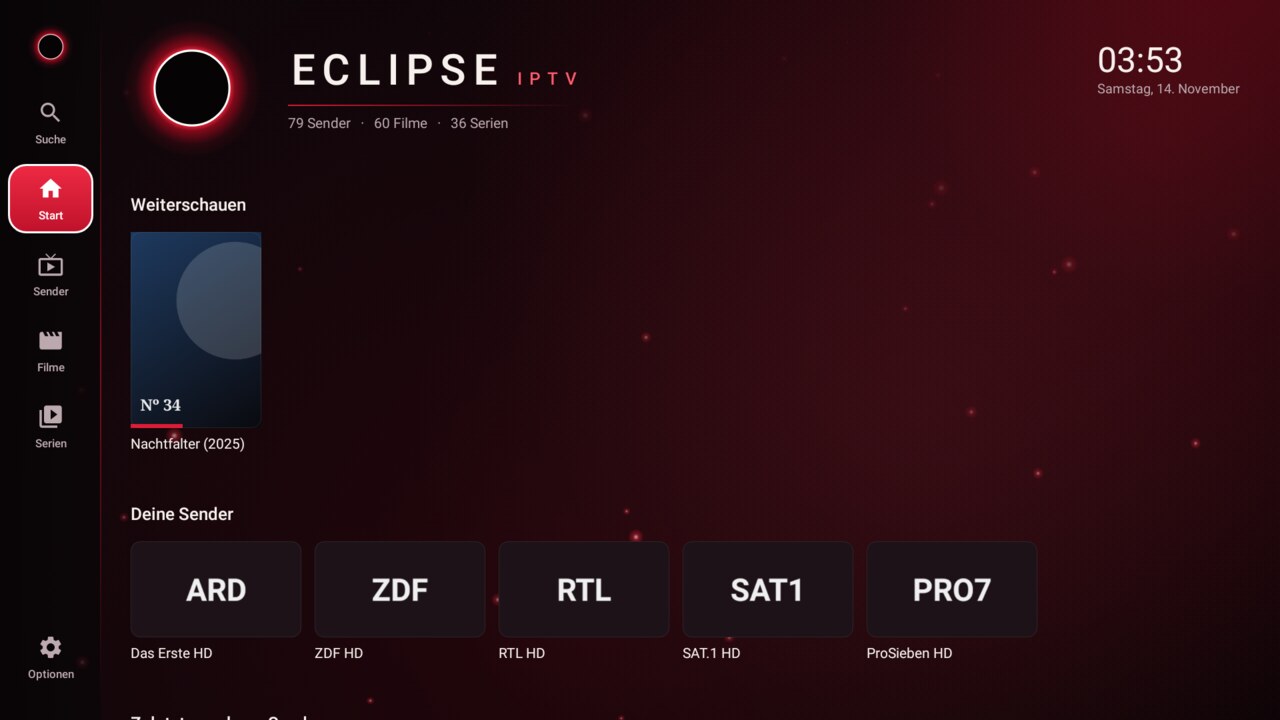 ECLIPSE IPTV
79 Sender · 60 Filme · 36 Serien
03:53
Samstag, 14. November
Suche
Start
Sender
Filme
Serien
Optionen
Weiterschauen
Nº 34
Nachtfalter (2025)
Deine Sender
ARD
ZDF
RTL
SAT1
PRO7
Das Erste HD
ZDF HD
RTL HD
SAT.1 HD
ProSieben HD